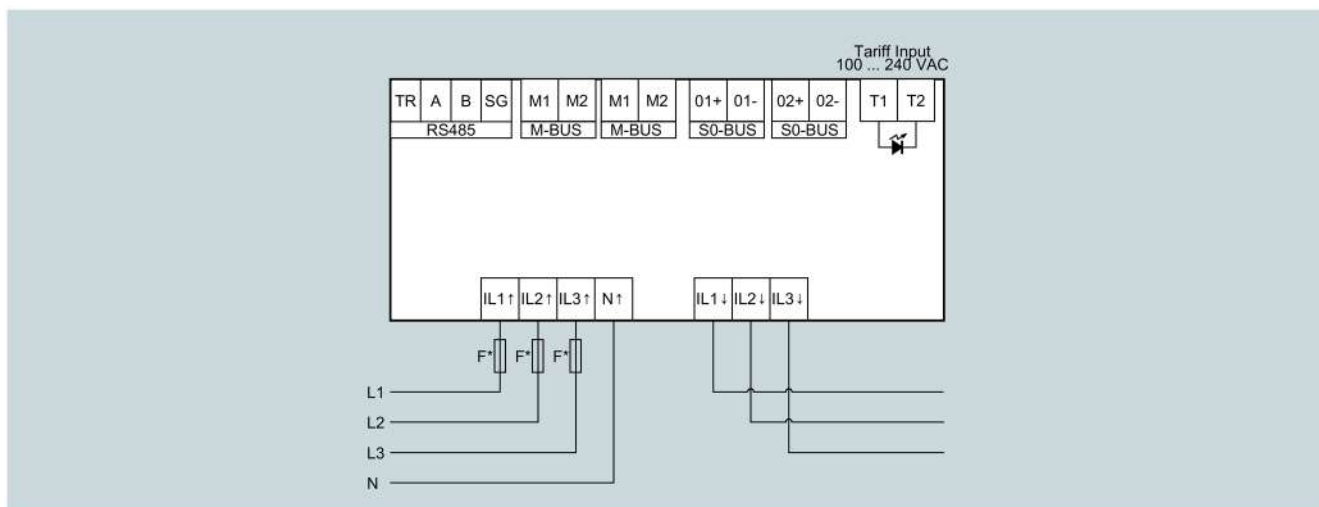 Tariff Input
100 ... 240 VAC
TR A B SG M1 M2 M1 M2 01+ 01- 02+ 02- T1 T2
RS485 M-BUS M-BUS S0-BUS S0-BUS
IL1↑ IL2↑ IL3↑ N↑ IL1↓ IL2↓ IL3↓
F* F* F*
L1
L2
L3
N